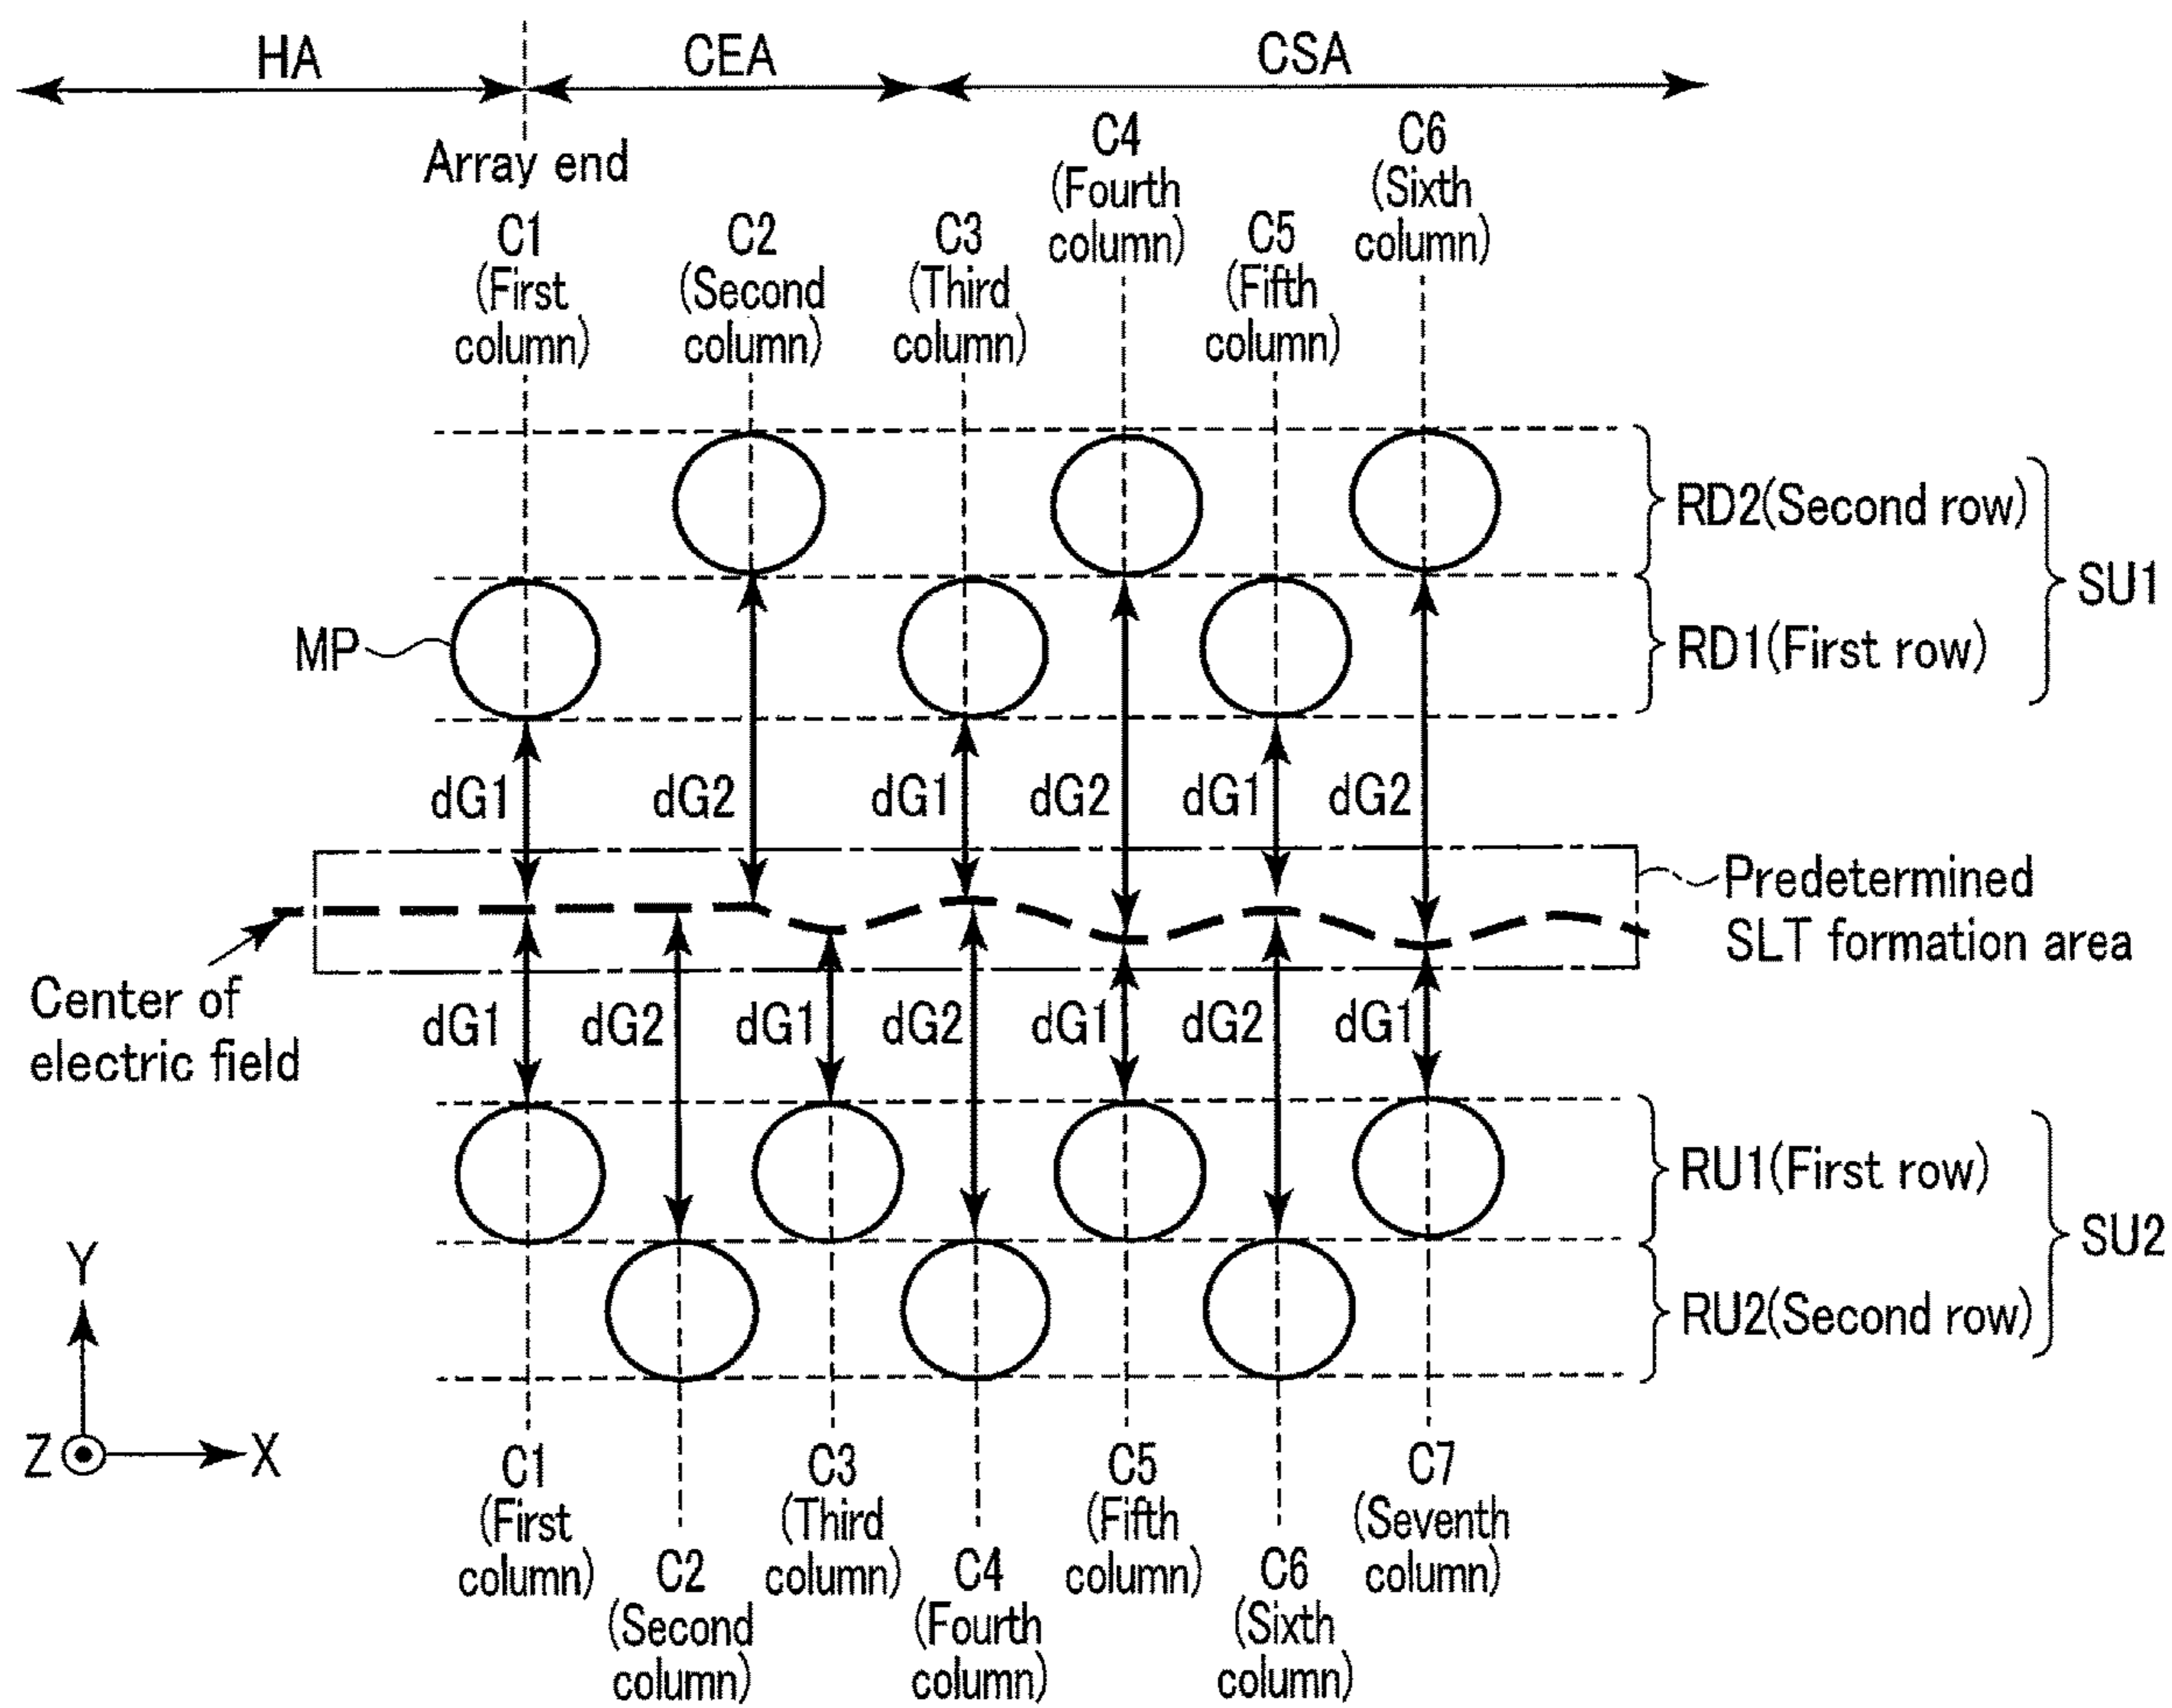 HA
CEA
CSA
Array end
C1
(First
column)
C2
(Second
column)
C3
(Third
column)
C4
(Fourth
column)
C5
(Fifth
column)
C6
(Sixth
column)
RD2(Second row)
RD1(First row)
SU1
MP
dG1
dG2
dG1
dG2
dG1
dG2
Predetermined
SLT formation area
Center of
electric field
dG1
dG2
dG1
dG2
dG1
dG2
dG1
RU1(First row)
RU2(Second row)
SU2
Y
Z
X
C1
(First
column)
C2
(Second
column)
C3
(Third
column)
C4
(Fourth
column)
C5
(Fifth
column)
C6
(Sixth
column)
C7
(Seventh
column)